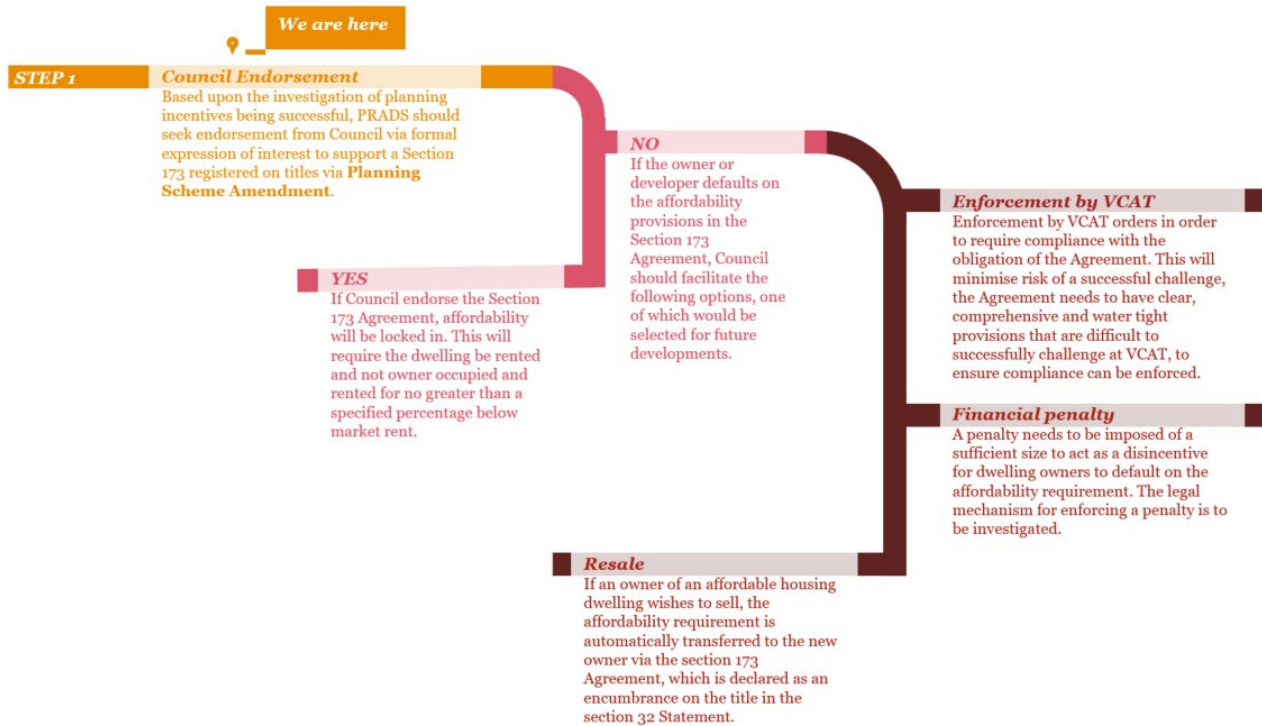 We are here
STEP 1
Council Endorsement
Based upon the investigation of planning
incentives being successful, PRADS should
seek endorsement from Council via formal
expression of interest to support a Section
173 registered on titles via Planning
Scheme Amendment.
NO
If the owner or
developer defaults on
the affordability
provisions in the
Section 173
Agreement, Council
should facilitate the
following options, one
of which would be
selected for future
developments.
YES
If Council endorse the Section
173 Agreement, affordability
will be locked in. This will
require the dwelling be rented
and not owner occupied and
rented for no greater than a
specified percentage below
market rent.
Enforcement by VCAT
Enforcement by VCAT orders in order
to require compliance with the
obligation of the Agreement. This will
minimise risk of a successful challenge,
the Agreement needs to have clear,
comprehensive and water tight
provisions that are difficult to
successfully challenge at VCAT, to
ensure compliance can be enforced.
Financial penalty
A penalty needs to be imposed of a
sufficient size to act as a disincentive
for dwelling owners to default on the
affordability requirement. The legal
mechanism for enforcing a penalty is to
be investigated.
Resale
If an owner of an affordable housing
dwelling wishes to sell, the
affordability requirement is
automatically transferred to the new
owner via the section 173
Agreement, which is declared as an
encumbrance on the title in the
section 32 Statement.